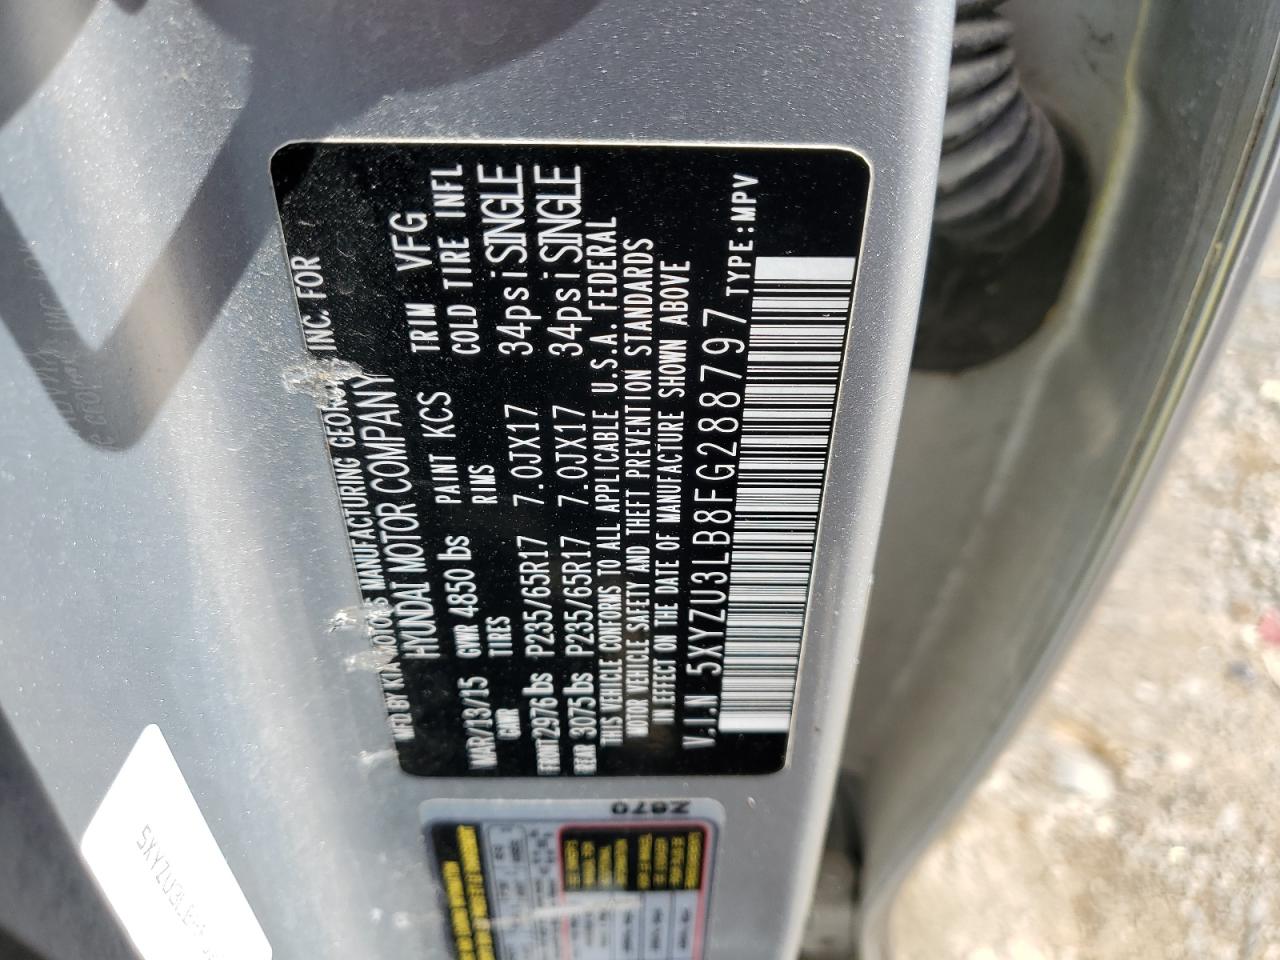 MFD BY KIA MOTORS MANUFACTURING GEORGIA INC. FOR
HYUNDAI MOTOR COMPANY
MAR/13/15 GVWR 4850 lbs PAINT KCS TRIM VFG
GAWR TIRES RIMS COLD TIRE INFL
FRONT 2976 lbs P235/65R17 7.0JX17 34psi SINGLE
REAR 3075 lbs P235/65R17 7.0JX17 34psi SINGLE
THIS VEHICLE CONFORMS TO ALL APPLICABLE U.S.A. FEDERAL
MOTOR VEHICLE SAFETY AND THEFT PREVENTION STANDARDS
IN EFFECT ON THE DATE OF MANUFACTURE SHOWN ABOVE
V.I.N 5XYZU3LB8FG288797 TYPE:MPV